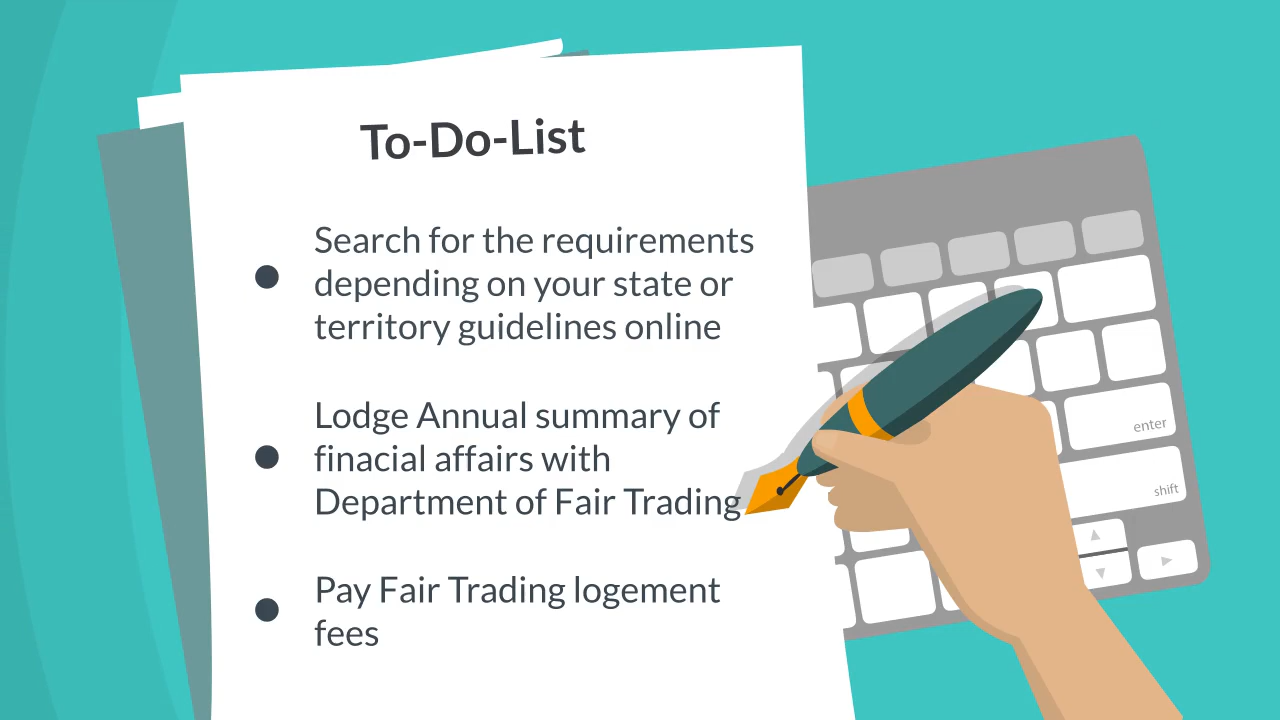 To-Do-List
Search for the requirements
depending on your state or
territory guidelines online
Lodge Annual summary of
finacial affairs with
Department of Fair Trading
Pay Fair Trading logement
fees
enter
shift